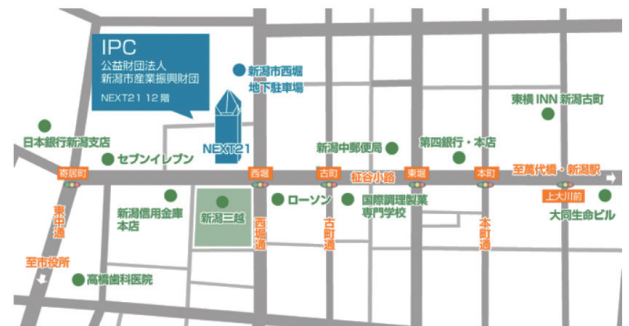 IPC
公益財団法人
新潟市産業振興財団
NEXT21 12階
新潟市西堀
地下駐車場
東横 INN 新潟古町
日本銀行新潟支店
セブンイレブン
NEXT21
新潟中郵便局
第四銀行・本店
至萬代橋・新潟駅
寄居町
西堀
古町
柾谷小路
東堀
本町
上大川前
東中通
新潟信用金庫
本店
新潟三越
西堀通
ローソン
古町通
国際調理製菓
専門学校
本町通
大同生命ビル
至市役所
高橋歯科医院